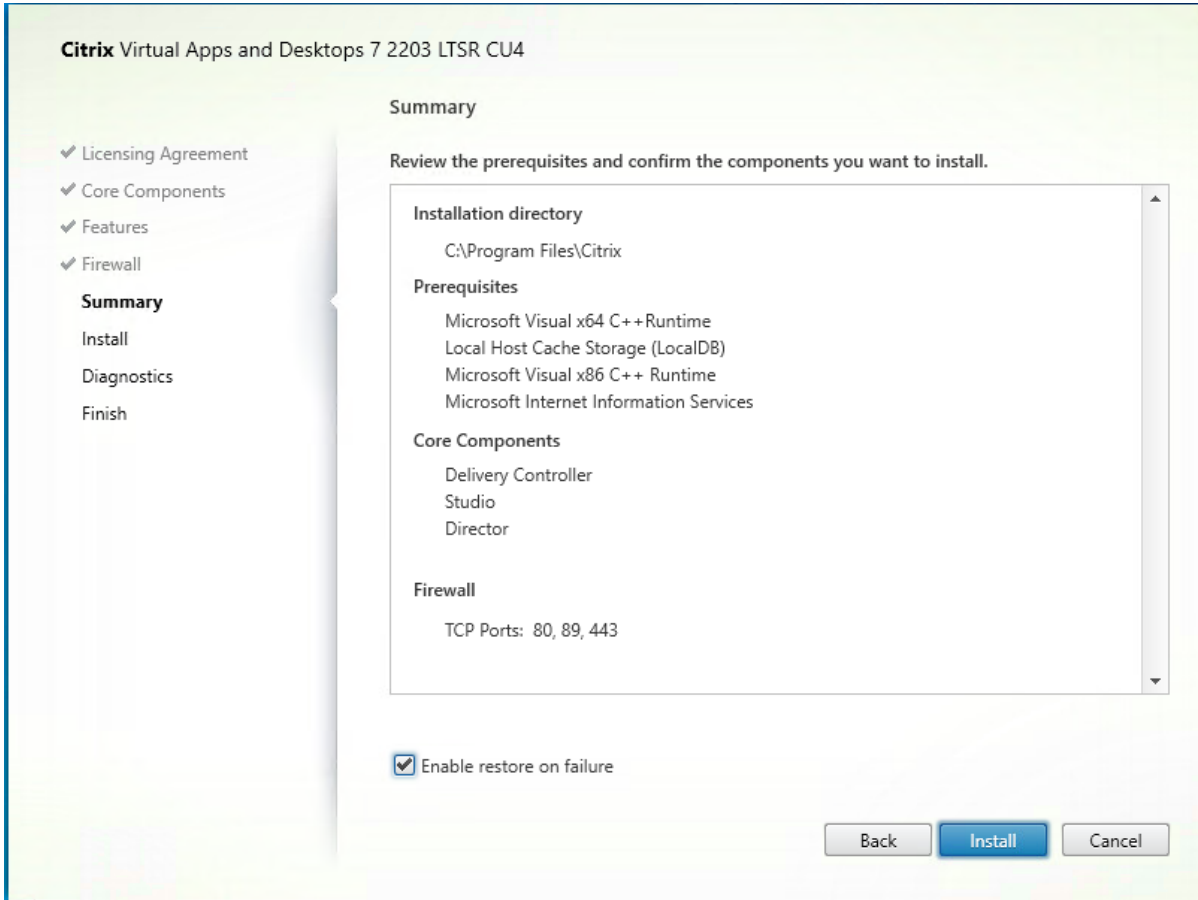 Citrix Virtual Apps and Desktops 7 2203 LTSR CU4
Licensing Agreement
Core Components
Features
Firewall
Summary
Install
Diagnostics
Finish
Summary
Review the prerequisites and confirm the components you want to install.
Installation directory
C:\Program Files\Citrix
Prerequisites
Microsoft Visual x64 C++Runtime
Local Host Cache Storage (LocalDB)
Microsoft Visual x86 C++ Runtime
Microsoft Internet Information Services
Core Components
Delivery Controller
Studio
Director
Firewall
TCP Ports: 80, 89, 443
Enable restore on failure
Back
Install
Cancel